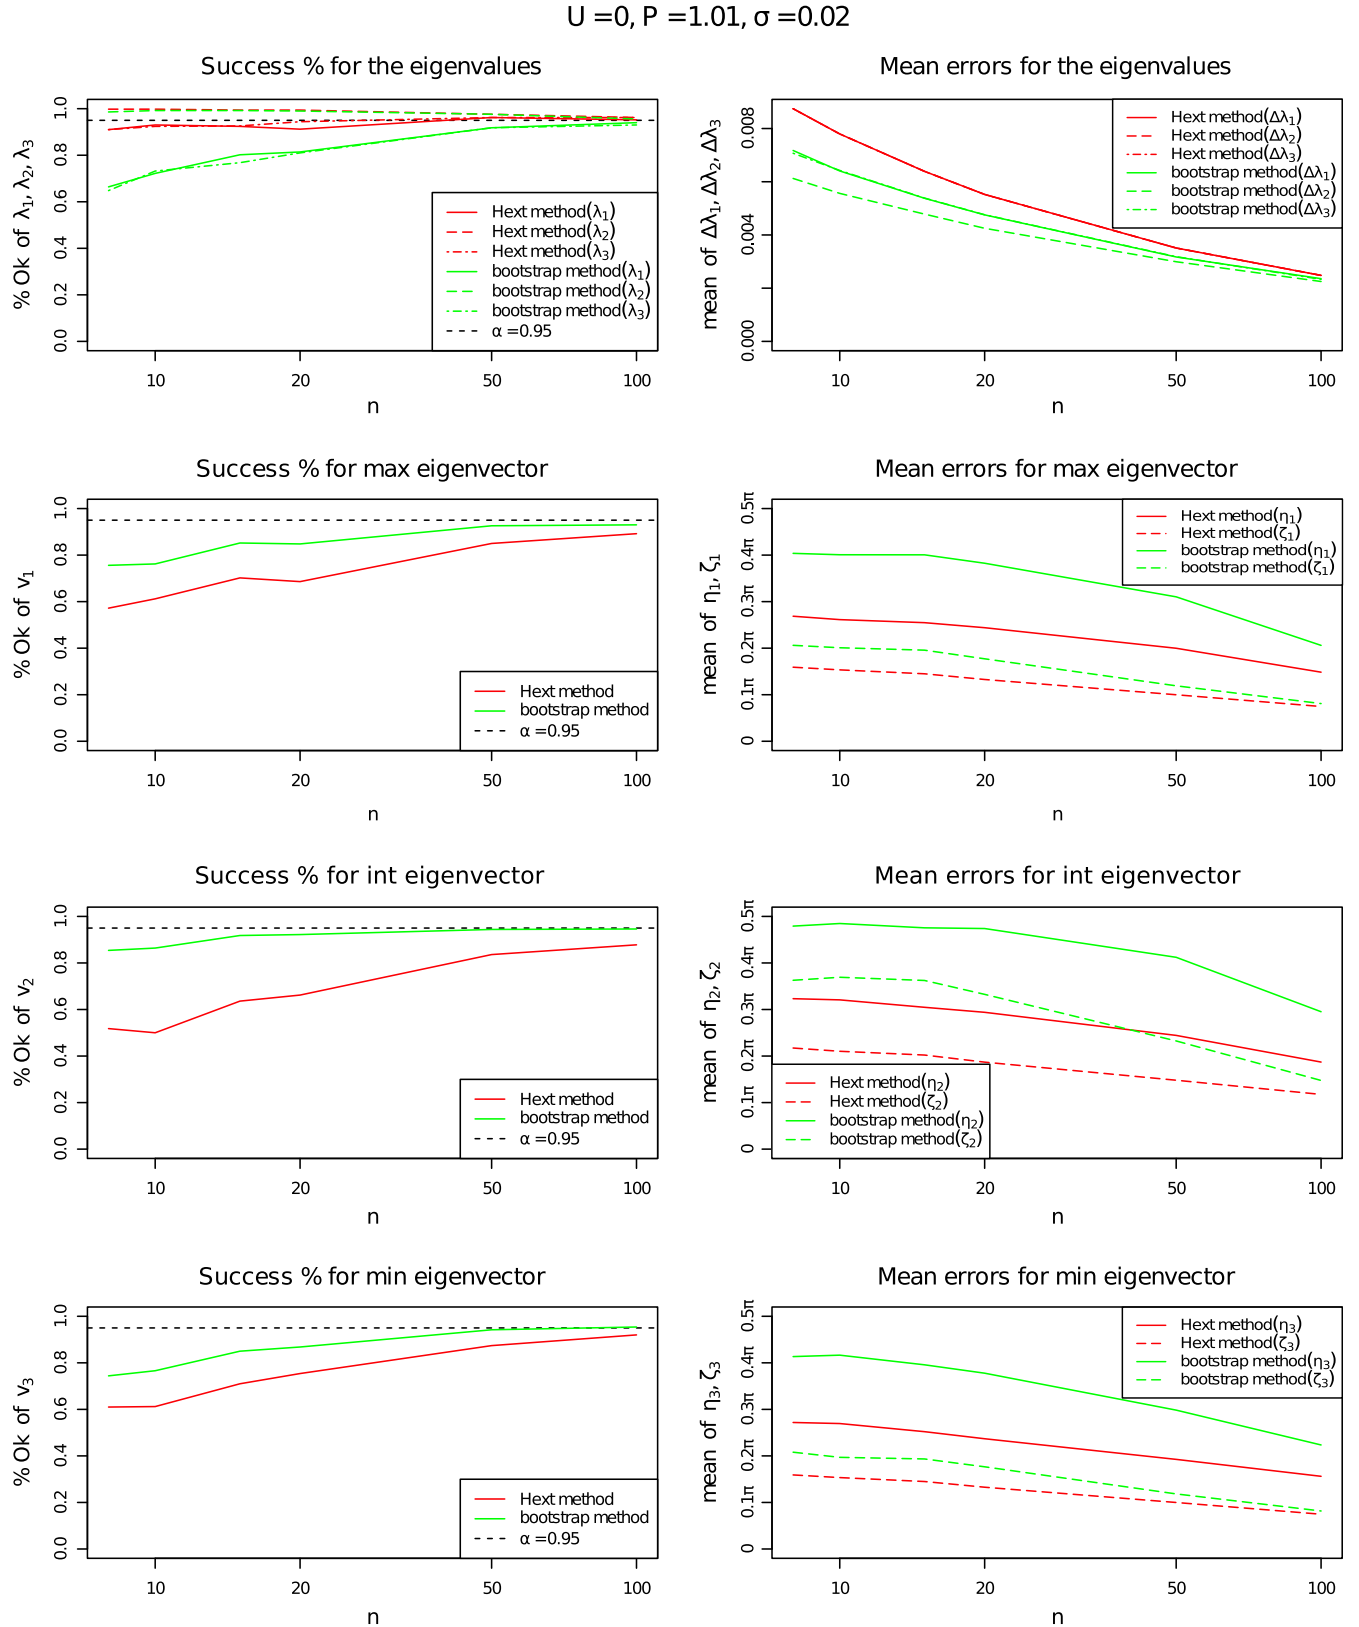 U =0, P =1.01, σ =0.02
Success % for the eigenvalues
% Ok of λ1, λ2, λ3
0.0 0.2 0.4 0.6 0.8 1.0
Hext method(λ1)
Hext method(λ2)
Hext method(λ3)
bootstrap method(λ1)
bootstrap method(λ2)
bootstrap method(λ3)
α =0.95
10 20 50 100
n
Mean errors for the eigenvalues
mean of Δλ1, Δλ2, Δλ3
0.000 0.004 0.008
Hext method(Δλ1)
Hext method(Δλ2)
Hext method(Δλ3)
bootstrap method(Δλ1)
bootstrap method(Δλ2)
bootstrap method(Δλ3)
10 20 50 100
n
Success % for max eigenvector
% Ok of v1
0.0 0.2 0.4 0.6 0.8 1.0
Hext method
bootstrap method
α =0.95
10 20 50 100
n
Mean errors for max eigenvector
mean of η1, ζ1
0 0.1π 0.2π 0.3π 0.4π 0.5π
Hext method(η1)
Hext method(ζ1)
bootstrap method(η1)
bootstrap method(ζ1)
10 20 50 100
n
Success % for int eigenvector
% Ok of v2
0.0 0.2 0.4 0.6 0.8 1.0
Hext method
bootstrap method
α =0.95
10 20 50 100
n
Mean errors for int eigenvector
mean of η2, ζ2
0 0.1π 0.2π 0.3π 0.4π 0.5π
Hext method(η2)
Hext method(ζ2)
bootstrap method(η2)
bootstrap method(ζ2)
10 20 50 100
n
Success % for min eigenvector
% Ok of v3
0.0 0.2 0.4 0.6 0.8 1.0
Hext method
bootstrap method
α =0.95
10 20 50 100
n
Mean errors for min eigenvector
mean of η3, ζ3
0 0.1π 0.2π 0.3π 0.4π 0.5π
Hext method(η3)
Hext method(ζ3)
bootstrap method(η3)
bootstrap method(ζ3)
10 20 50 100
n